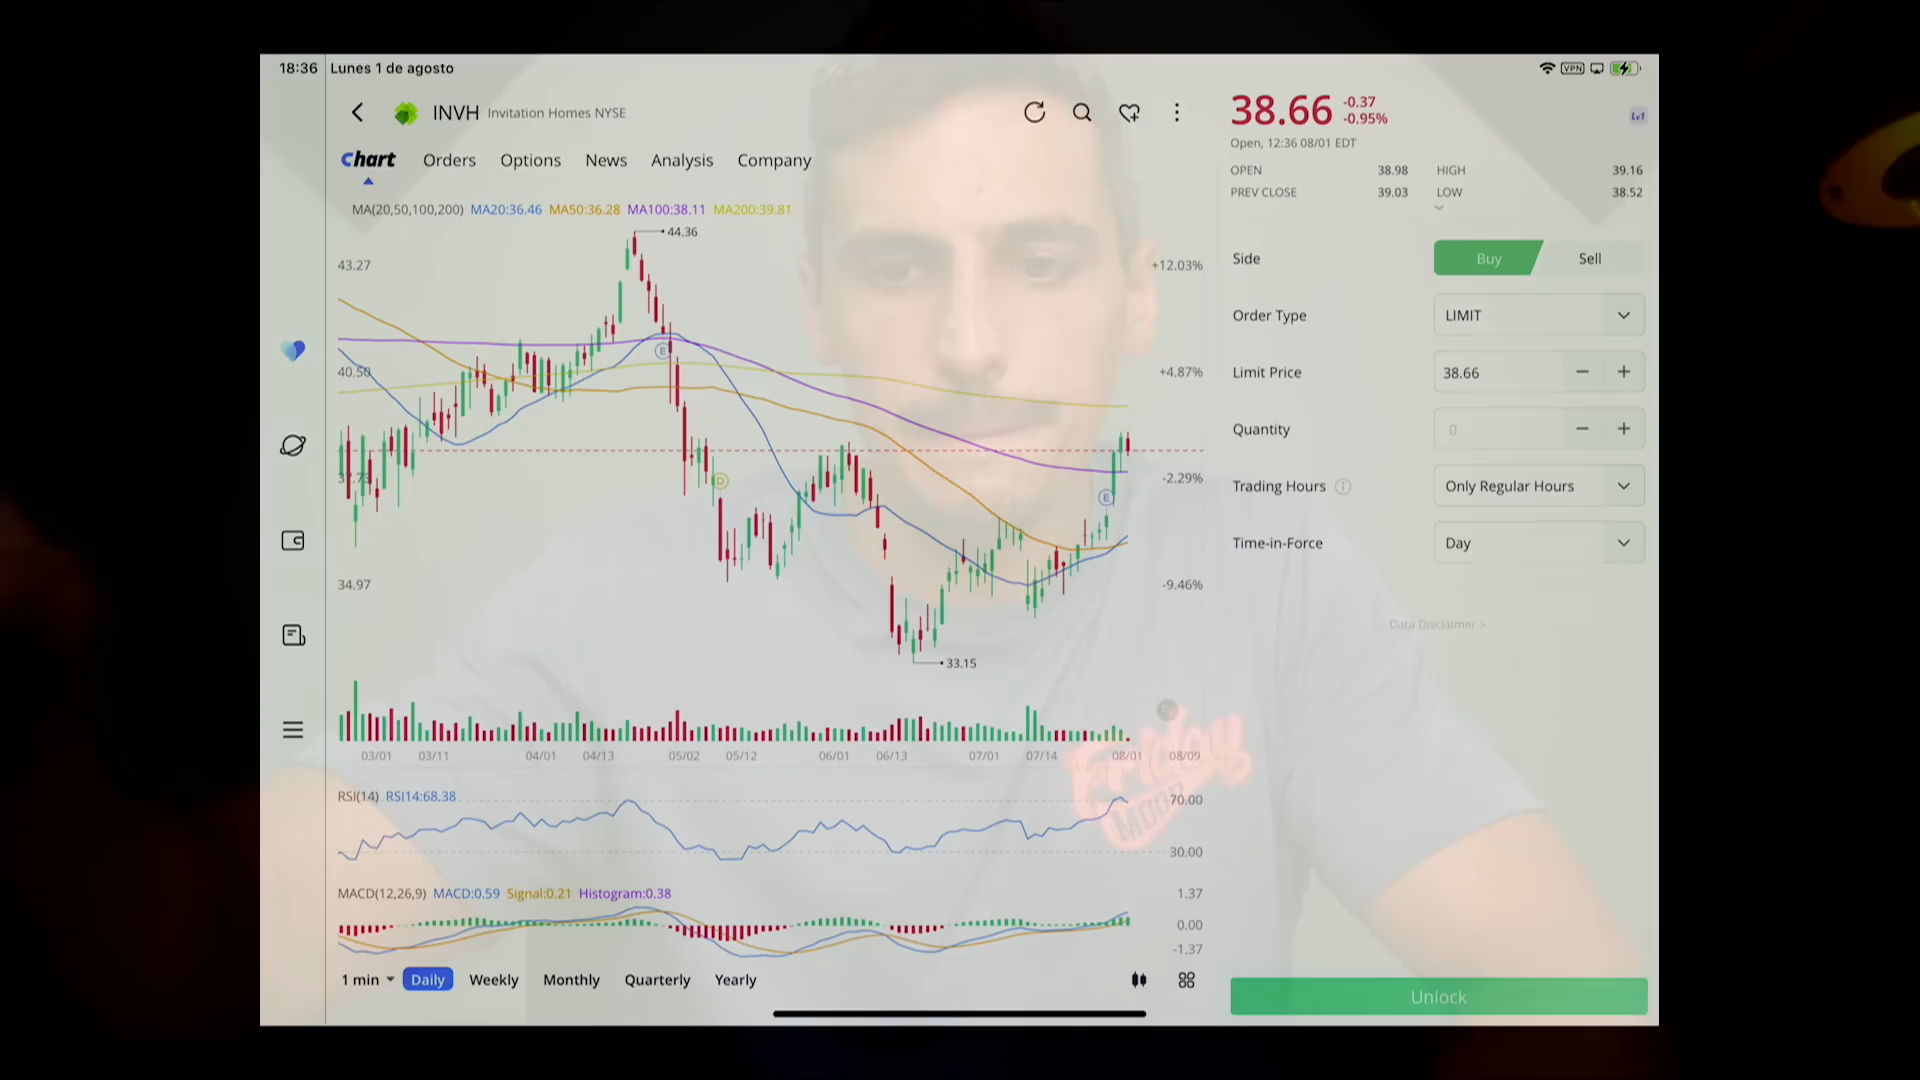 18:36 Lunes 1 de agosto
VPN
INVH Invitation Homes NYSE
38.66 -0.37
-0.95%
Lv1
Open, 12:36 08/01 EDT
OPEN 38.98 HIGH 39.16
PREV CLOSE 39.03 LOW 38.52
Chart Orders Options News Analysis Company
MA(20,50,100,200) MA20:36.46 MA50:36.28 MA100:38.11 MA200:39.81
44.36
43.27 +12.03%
E
40.50 +4.87%
37.73 -2.29%
D
E
34.97 -9.46%
33.15
03/01 03/11 04/01 04/13 05/02 05/12 06/01 06/13 07/01 07/14 08/01 08/09
RSI(14) RSI14:68.38 70.00
30.00
MACD(12,26,9) MACD:0.59 Signal:0.21 Histogram:0.38 1.37
0.00
-1.37
1 min Daily Weekly Monthly Quarterly Yearly
Side Buy Sell
Order Type LIMIT
Limit Price 38.66 − +
Quantity 0 − +
Trading Hours Only Regular Hours
Time-in-Force Day
Data Disclaimer >
Unlock
Friday
MOOD